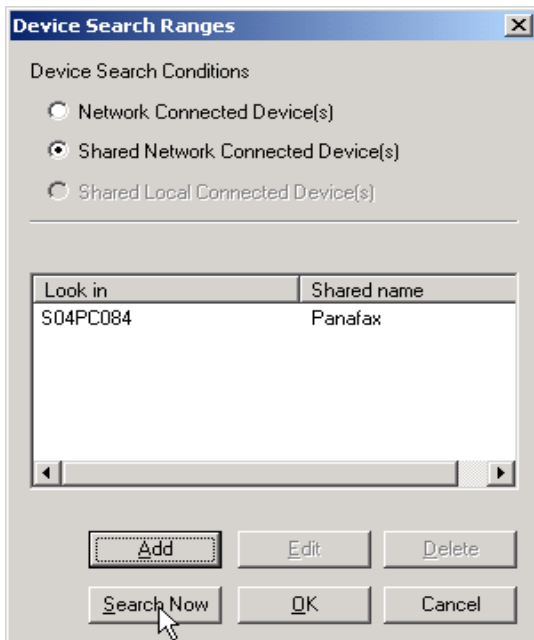 Device Search Ranges
Device Search Conditions
Network Connected Device(s)
Shared Network Connected Device(s)
Shared Local Connected Device(s)
Look in Shared name
S04PC084 Panafax
Add Edit Delete
Search Now OK Cancel